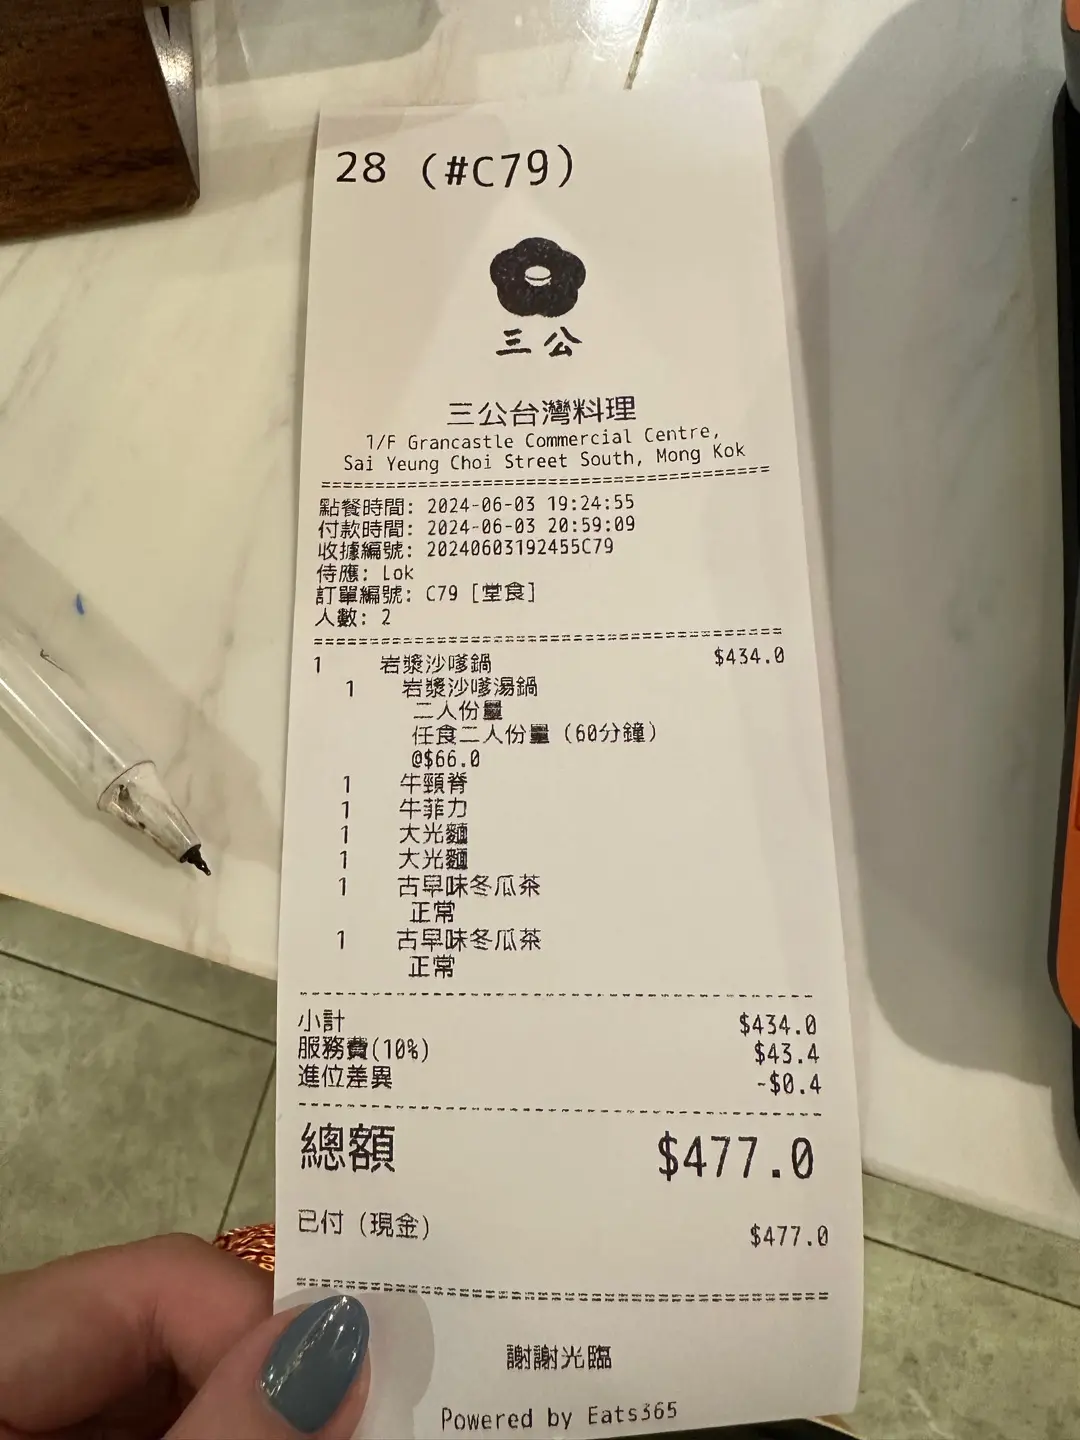 28 (#C79)
三公
三公台灣料理
1/F Grancastle Commercial Centre,
Sai Yeung Choi Street South, Mong Kok
點餐時間: 2024-06-03 19:24:55
付款時間: 2024-06-03 20:59:09
收據編號: 20240603192455C79
侍應: Lok
訂單編號: C79 [堂食]
人數: 2
1 岩漿沙嗲鍋 $434.0
1 岩漿沙嗲湯鍋
二人份量
任食二人份量 (60分鐘)
@$66.0
1 牛頸脊
1 牛菲力
1 大光麵
1 大光麵
1 古早味冬瓜茶
正常
1 古早味冬瓜茶
正常
小計 $434.0
服務費(10%) $43.4
進位差異 -$0.4
總額 $477.0
已付 (現金) $477.0
謝謝光臨
Powered by Eats365